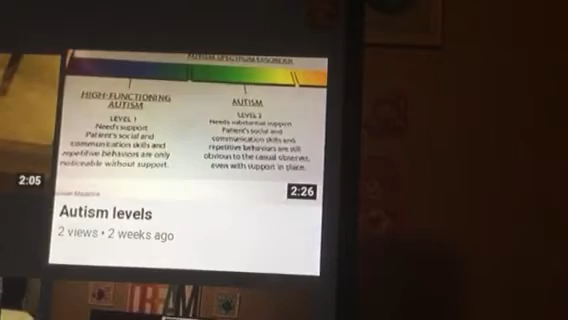 AUTISM SPECTRUM DISORDER
HIGH-FUNCTIONING
AUTISM
LEVEL 1
Needs support
Patient's social and
communication skills and
repetitive behaviors are only
noticeable without support.
AUTISM
LEVEL 2
Needs substantial support
Patient's social and
communication skills and
repetitive behaviors are still
obvious to the casual observer,
even with support in place.
2:05
2:26
Autism levels
2 views • 2 weeks ago